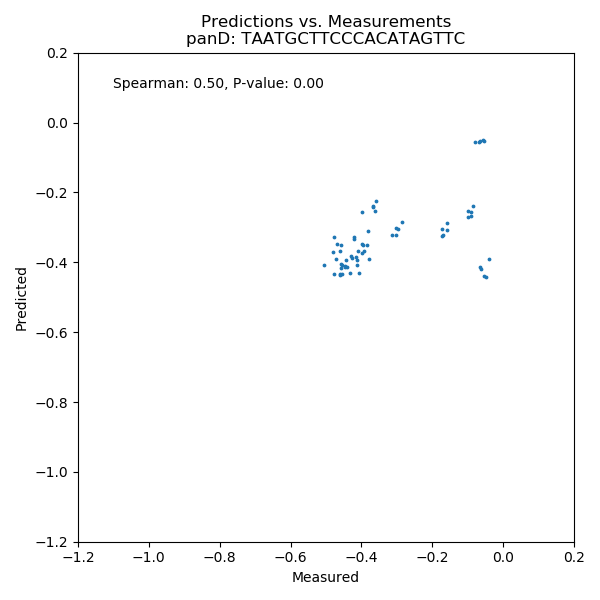 Predictions vs. Measurements
panD: TAATGCTTCCCACATAGTTC
Spearman: 0.50, P-value: 0.00
0.2
0.0
−0.2
−0.4
−0.6
−0.8
−1.0
−1.2
Predicted
−1.2 −1.0 −0.8 −0.6 −0.4 −0.2 0.0 0.2
Measured